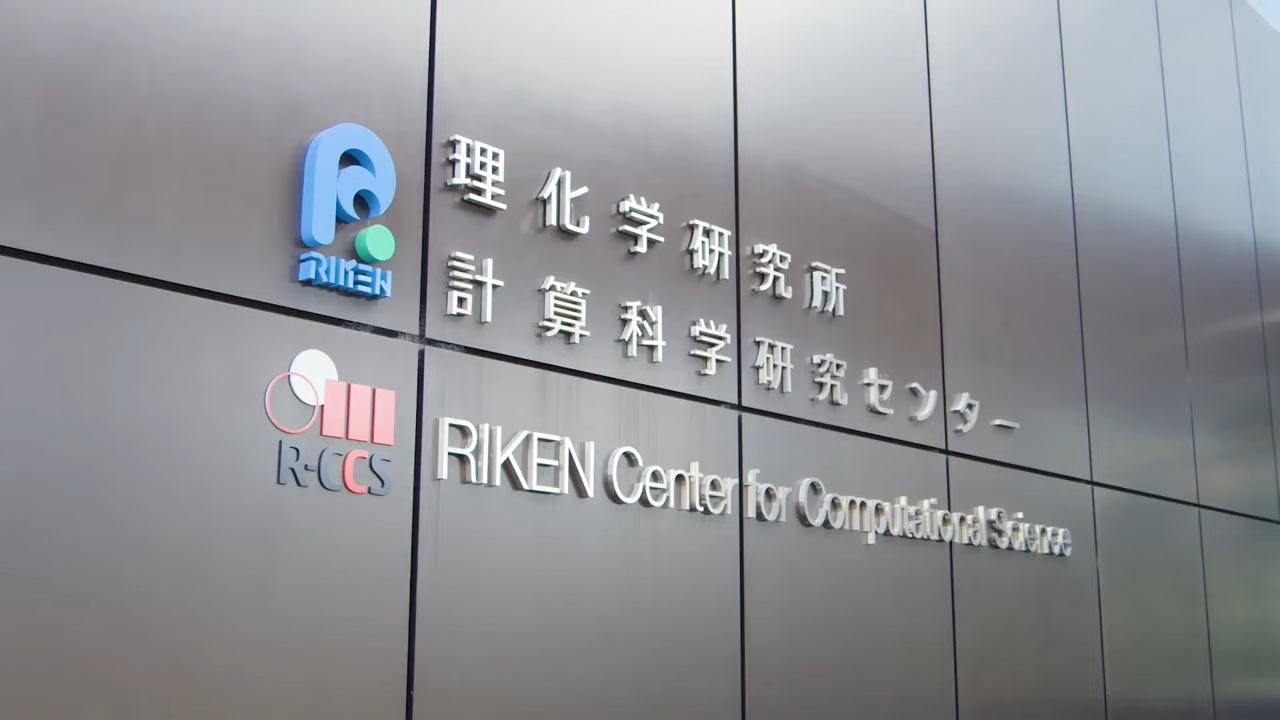 RIKEN
理化学研究所
計算科学研究センター
R-CCS
RIKEN Center for Computational Science